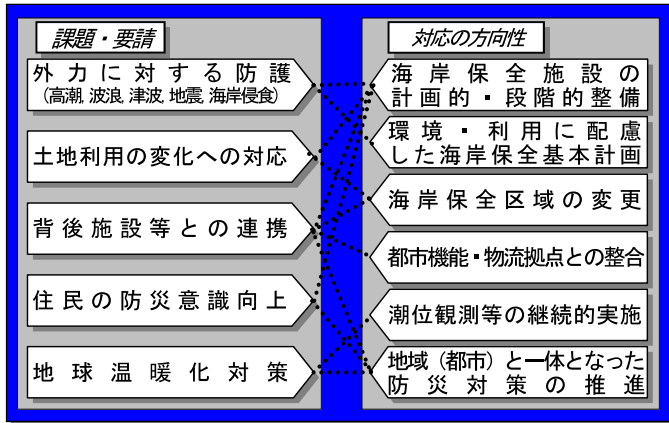 課題・要請
外力に対する防護
(高潮, 波浪, 津波, 地震, 海岸侵食)
土地利用の変化への対応
背後施設等との連携
住民の防災意識向上
地球温暖化対策
対応の方向性
海岸保全施設の
計画的・段階的整備
環境・利用に配慮
した海岸保全基本計画
海岸保全区域の変更
都市機能・物流拠点との整合
潮位観測等の継続的実施
地域（都市）と一体となった
防災対策の推進